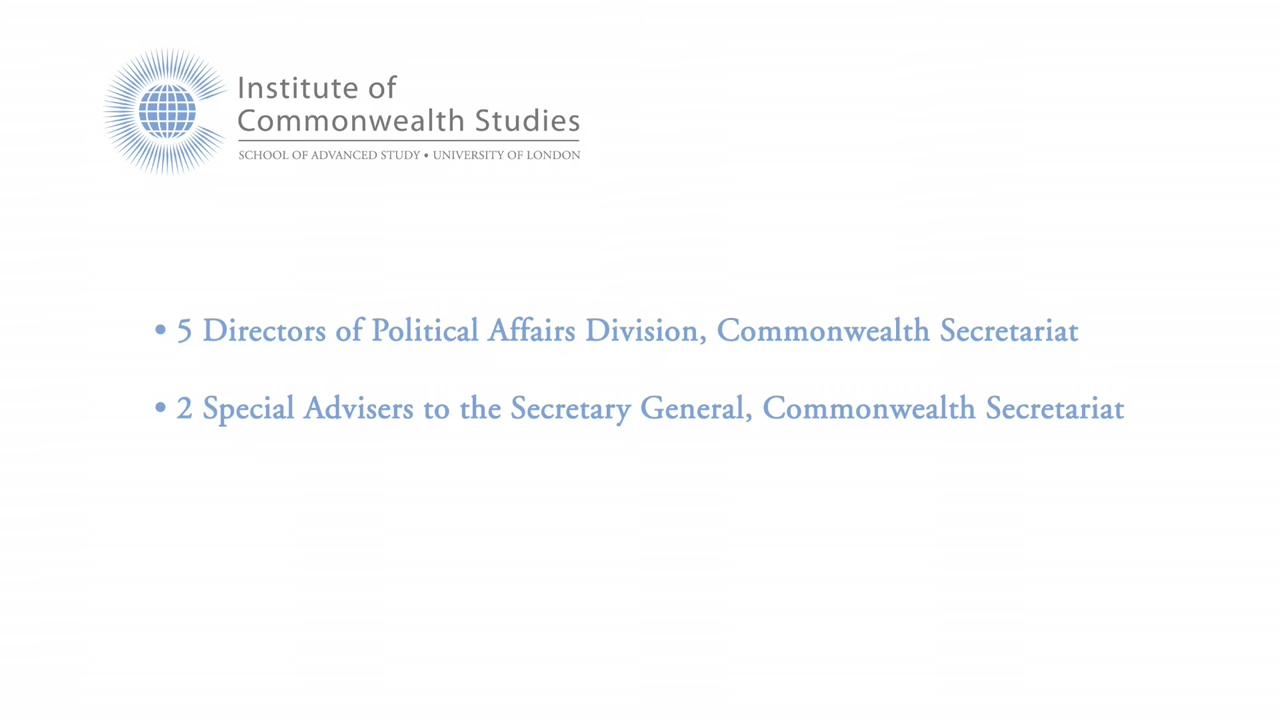 Institute of
Commonwealth Studies
SCHOOL OF ADVANCED STUDY • UNIVERSITY OF LONDON
• 5 Directors of Political Affairs Division, Commonwealth Secretariat
• 2 Special Advisers to the Secretary General, Commonwealth Secretariat